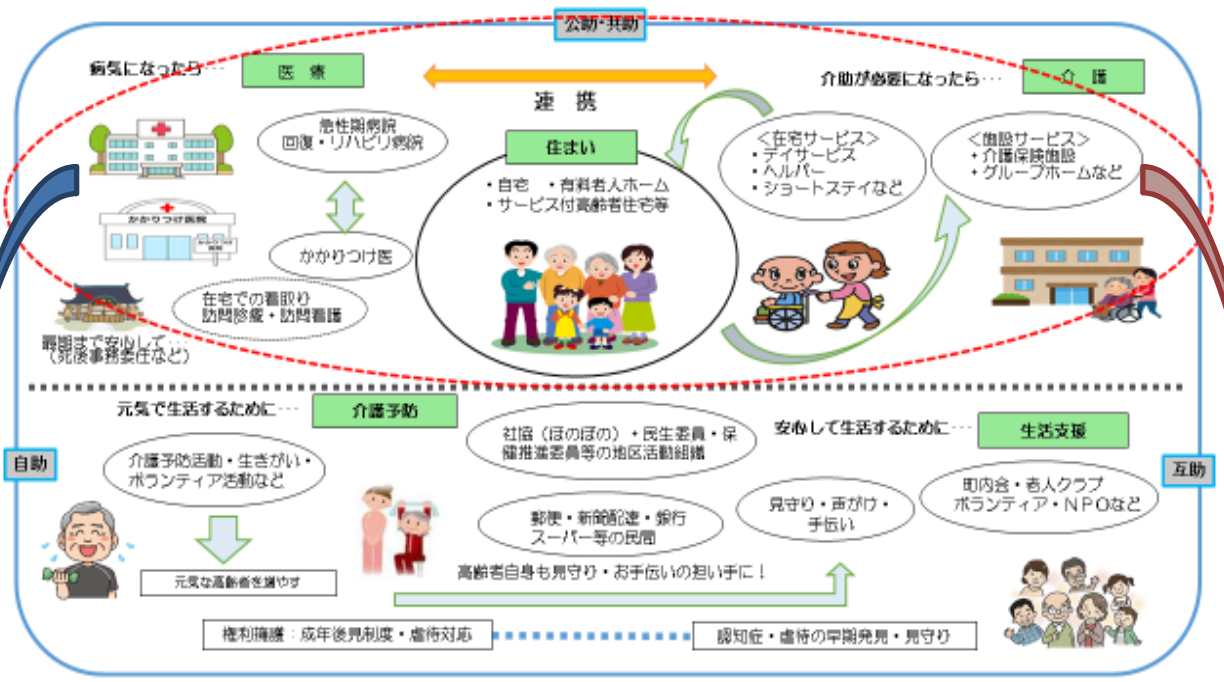 公助・共助
病気になったら…
医 療
連 携
介助が必要になったら…
介 護
急性期病院
回復・リハビリ病院
住まい
・自宅 ・有料老人ホーム
・サービス付高齢者住宅等
＜在宅サービス＞
・デイサービス
・ヘルパー
・ショートステイなど
＜施設サービス＞
・介護保険施設
・グループホームなど
かかりつけ医院
かかりつけ
医院
かかりつけ医
在宅での看取り
訪問診療・訪問看護
最期まで安心して…
（死後事務委任など）
元気で生活するために…
介護予防
社協（ほのぼの）・民生委員・保
健推進委員等の地区活動組織
安心して生活するために…
生活支援
自助
互助
介護予防活動・生きがい・
ボランティア活動など
郵便・新聞配達・銀行
スーパー等の民間
見守り・声がけ・
手伝い
町内会・老人クラブ
ボランティア・NPOなど
元気な高齢者を増やす
高齢者自身も見守り・お手伝いの担い手に！
権利擁護：成年後見制度・虐待対応
認知症・虐待の早期発見・見守り